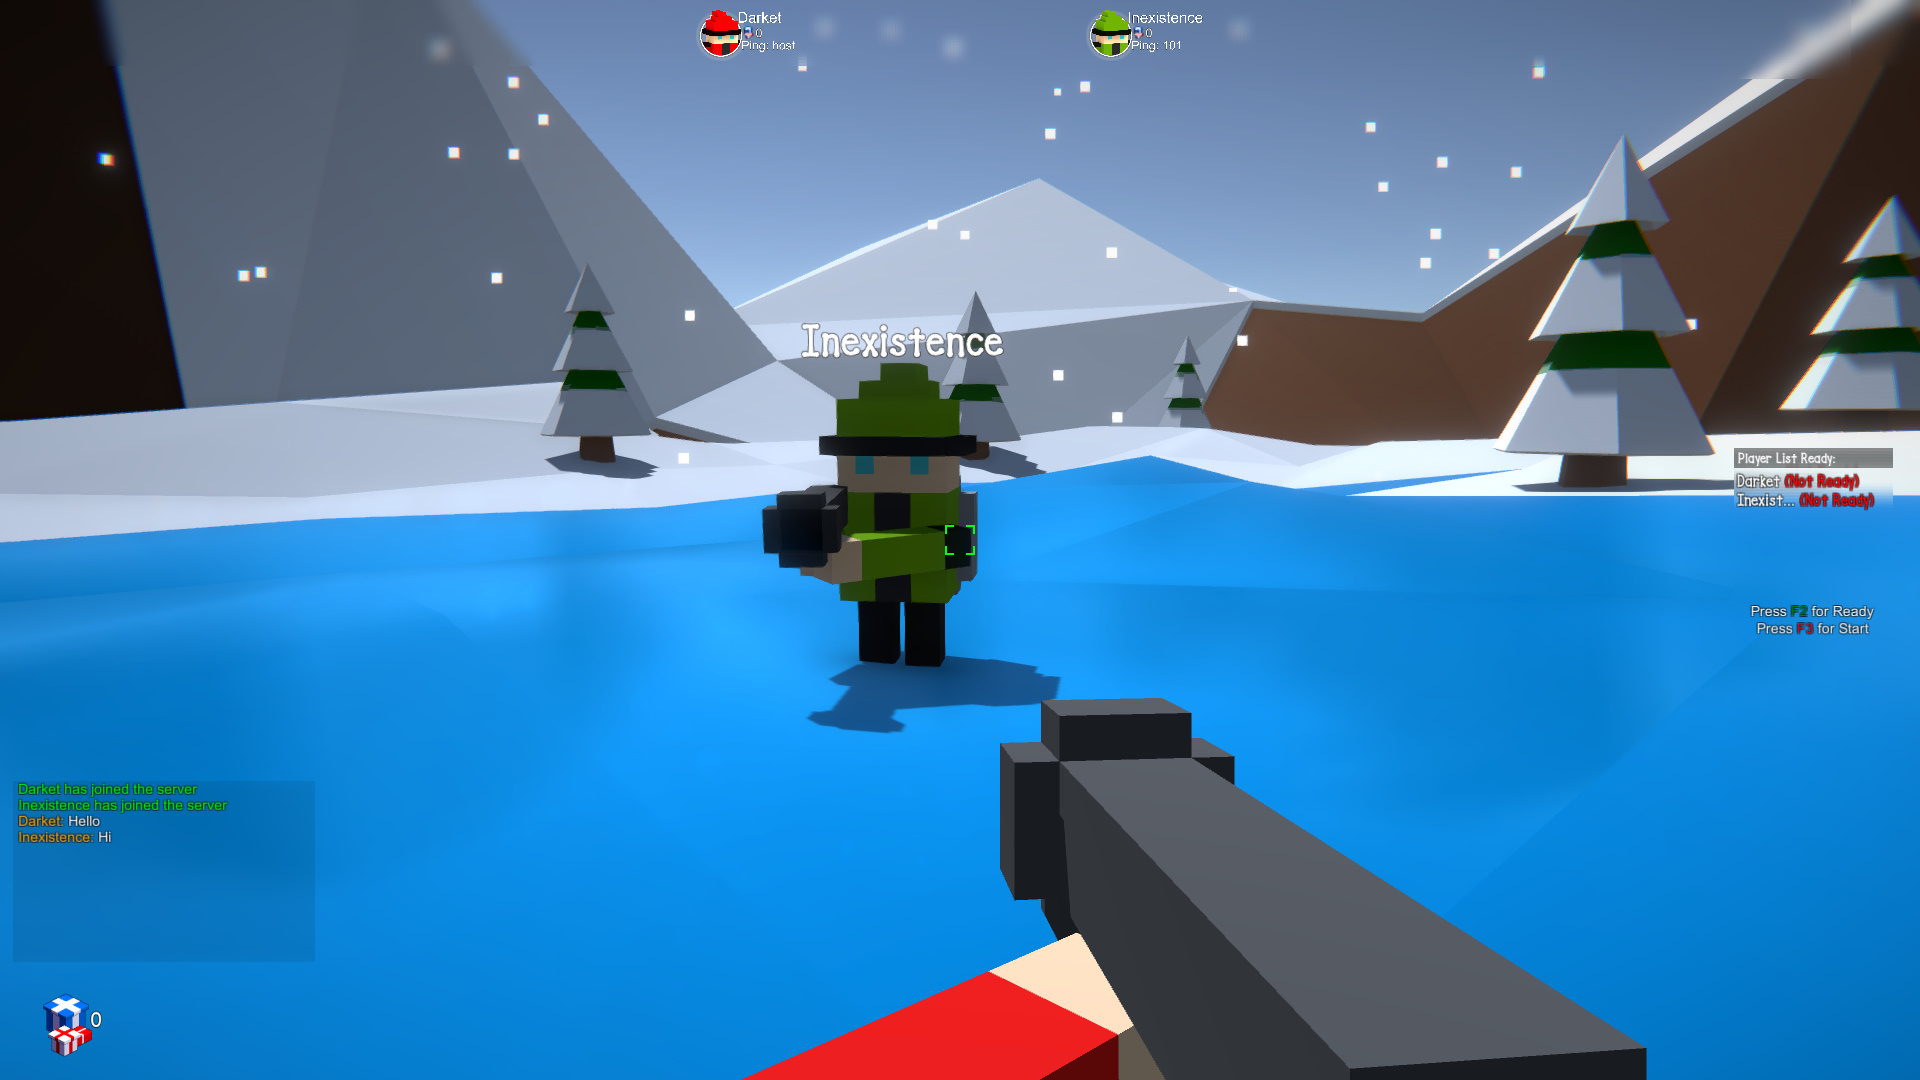 Darket
0
Ping: host
Inexistence
0
Ping: 101
Inexistence
Player List Ready:
Darket (Not Ready)
Inexist... (Not Ready)
Press F2 for Ready
Press F3 for Start
Darket has joined the server
Inexistence has joined the server
Darket: Hello
Inexistence: Hi
0